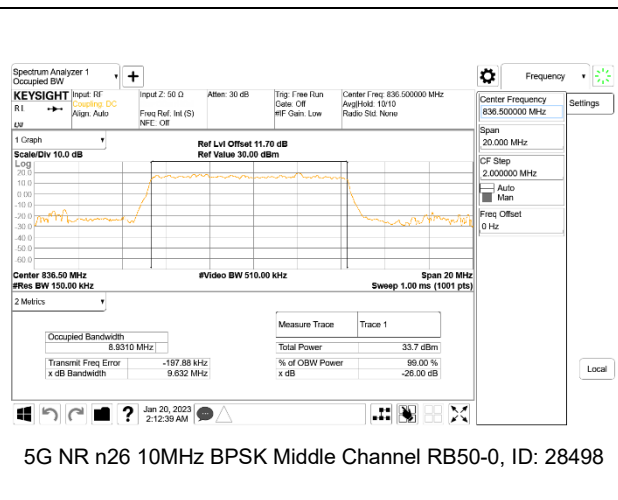 Spectrum Analyzer 1
Occupied BW
KEYSIGHT
R L
Input: RF
Coupling: DC
Align: Auto
Input Z: 50 Ω
Freq Ref: Int (S)
NFE: Off
Atten: 30 dB
Trig: Free Run
Gate: Off
#IF Gain: Low
Center Freq: 836.500000 MHz
Avg|Hold: 10/10
Radio Std: None
1 Graph
Scale/Div 10.0 dB
Ref Lvl Offset 11.70 dB
Ref Value 30.00 dBm
Log
20.0
10.0
0.00
-10.0
-20.0
-30.0
-40.0
-50.0
-60.0
Center 836.50 MHz
#Video BW 510.00 kHz
Span 20 MHz
#Res BW 150.00 kHz
Sweep 1.00 ms (1001 pts)
2 Metrics
Occupied Bandwidth
8.9310 MHz
Transmit Freq Error -197.88 kHz
x dB Bandwidth 9.632 MHz
Measure Trace Trace 1
Total Power 33.7 dBm
% of OBW Power 99.00 %
x dB -26.00 dB
Jan 20, 2023
2:12:39 AM
Frequency
Settings
Center Frequency
836.500000 MHz
Span
20.000 MHz
CF Step
2.000000 MHz
Auto
Man
Freq Offset
0 Hz
Local
5G NR n26 10MHz BPSK Middle Channel RB50-0, ID: 28498